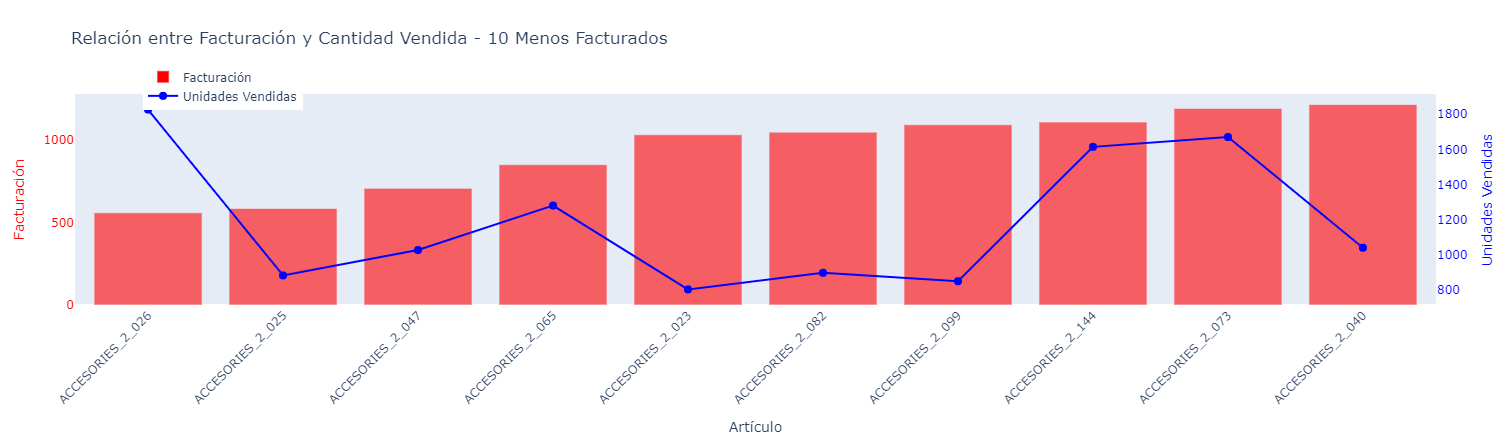 Relación entre Facturación y Cantidad Vendida - 10 Menos Facturados
Facturación
Unidades Vendidas
Facturación
1000
500
0
1800
1600
1400
1200
1000
800
Unidades Vendidas
ACCESORIES_2_026
ACCESORIES_2_025
ACCESORIES_2_047
ACCESORIES_2_065
ACCESORIES_2_023
ACCESORIES_2_082
ACCESORIES_2_099
ACCESORIES_2_144
ACCESORIES_2_073
ACCESORIES_2_040
Artículo